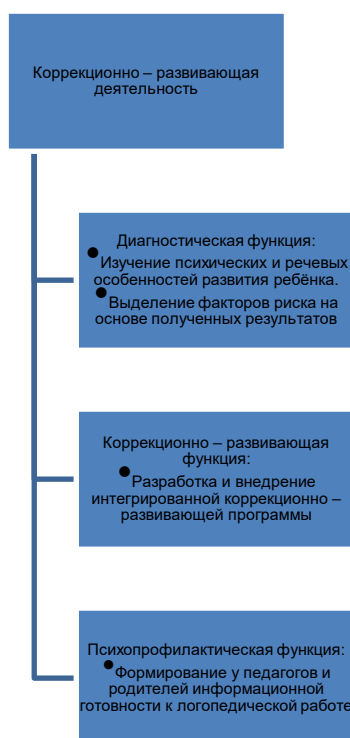 Коррекционно – развивающая
деятельность
Диагностическая функция:
• Изучение психических и речевых
особенностей развития ребёнка.
• Выделение факторов риска на
основе полученных результатов
Коррекционно – развивающая
функция:
• Разработка и внедрение
интегрированной коррекционно –
развивающей программы
Психопрофилактическая функция:
• Формирование у педагогов и
родителей информационной
готовности к логопедической работе